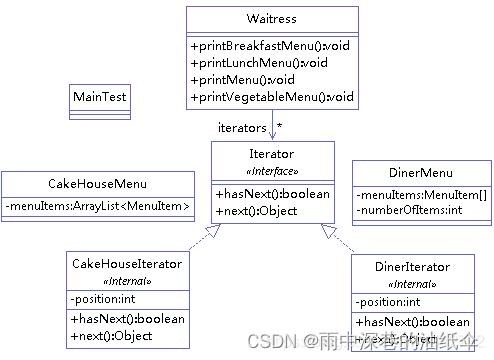 Waitress
+printBreakfastMenu():void
+printLunchMenu():void
+printMenu():void
+printVegetableMenu():void
MainTest
iterators
*
Iterator
«Interface»
+hasNext():boolean
+next():Object
CakeHouseMenu
-menuItems:ArrayList<MenuItem>
DinerMenu
-menuItems:MenuItem[]
-numberOfItems:int
CakeHouseIterator
«Internal»
-position:int
+hasNext():boolean
+next():Object
DinerIterator
«Internal»
-position:int
+hasNext():boolean
+next():Object
CSDN @雨中深巷的油纸伞